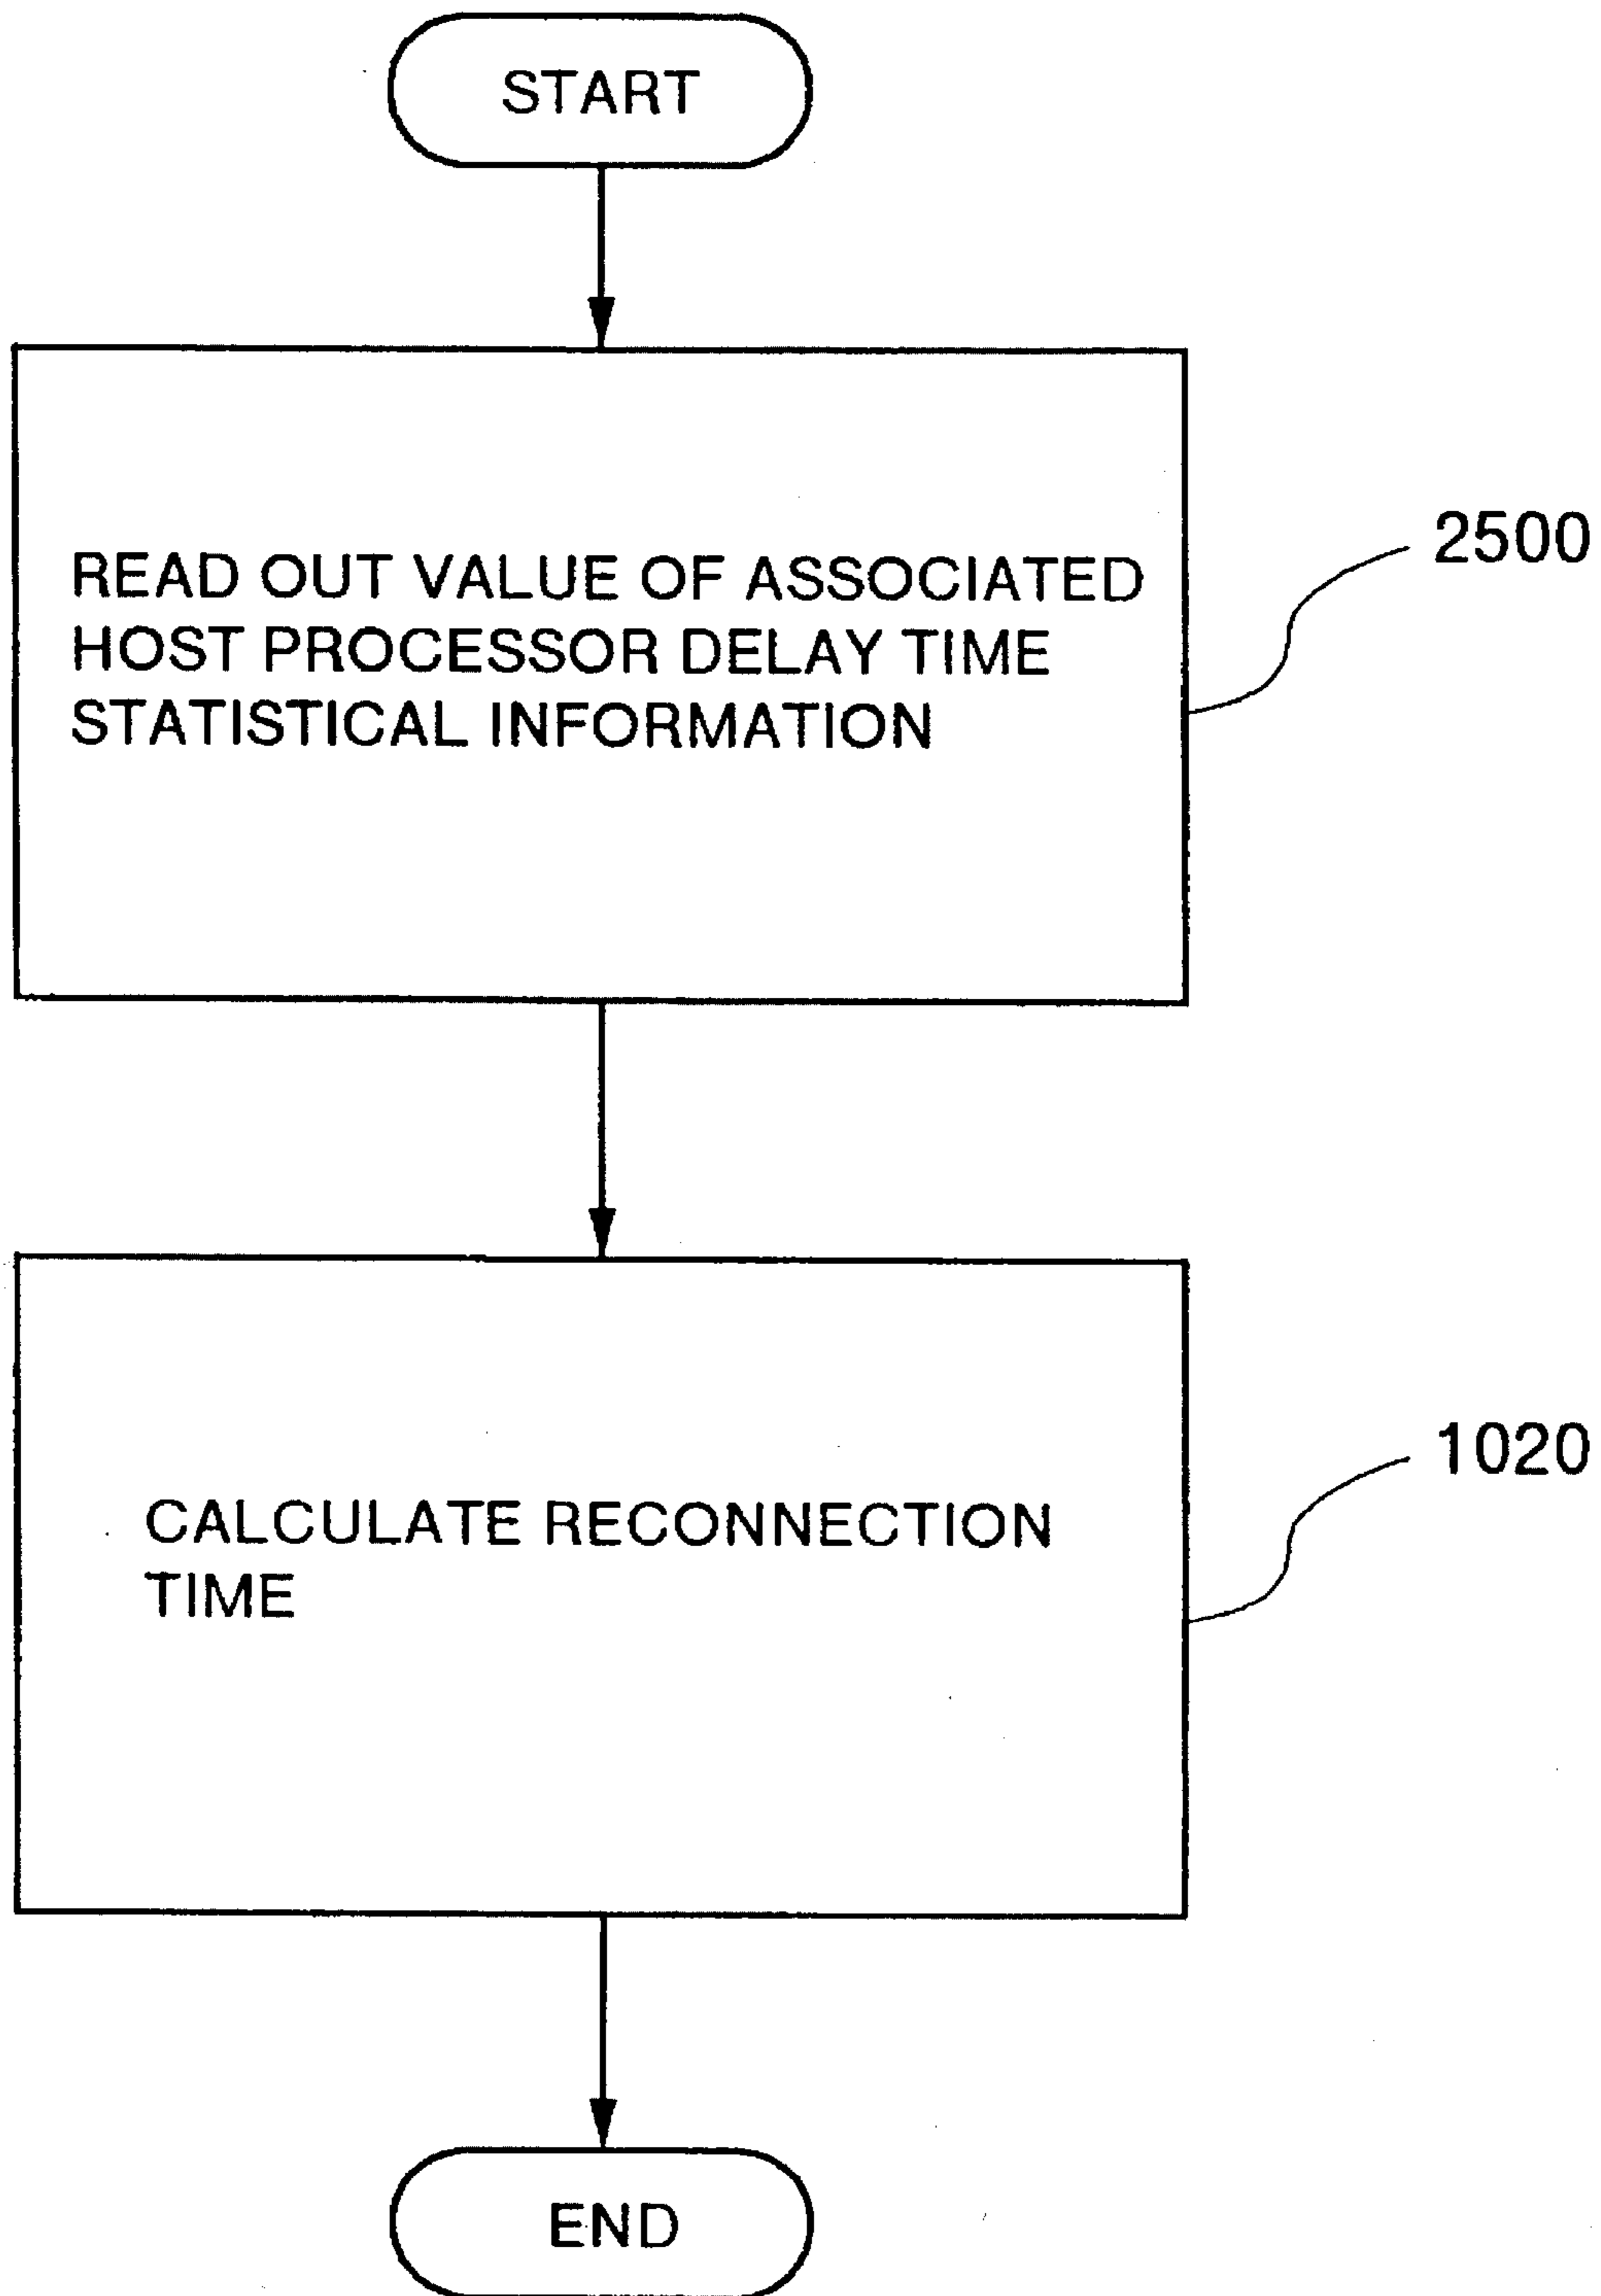 START
READ OUT VALUE OF ASSOCIATED
HOST PROCESSOR DELAY TIME
STATISTICAL INFORMATION
2500
CALCULATE RECONNECTION
TIME
1020
END